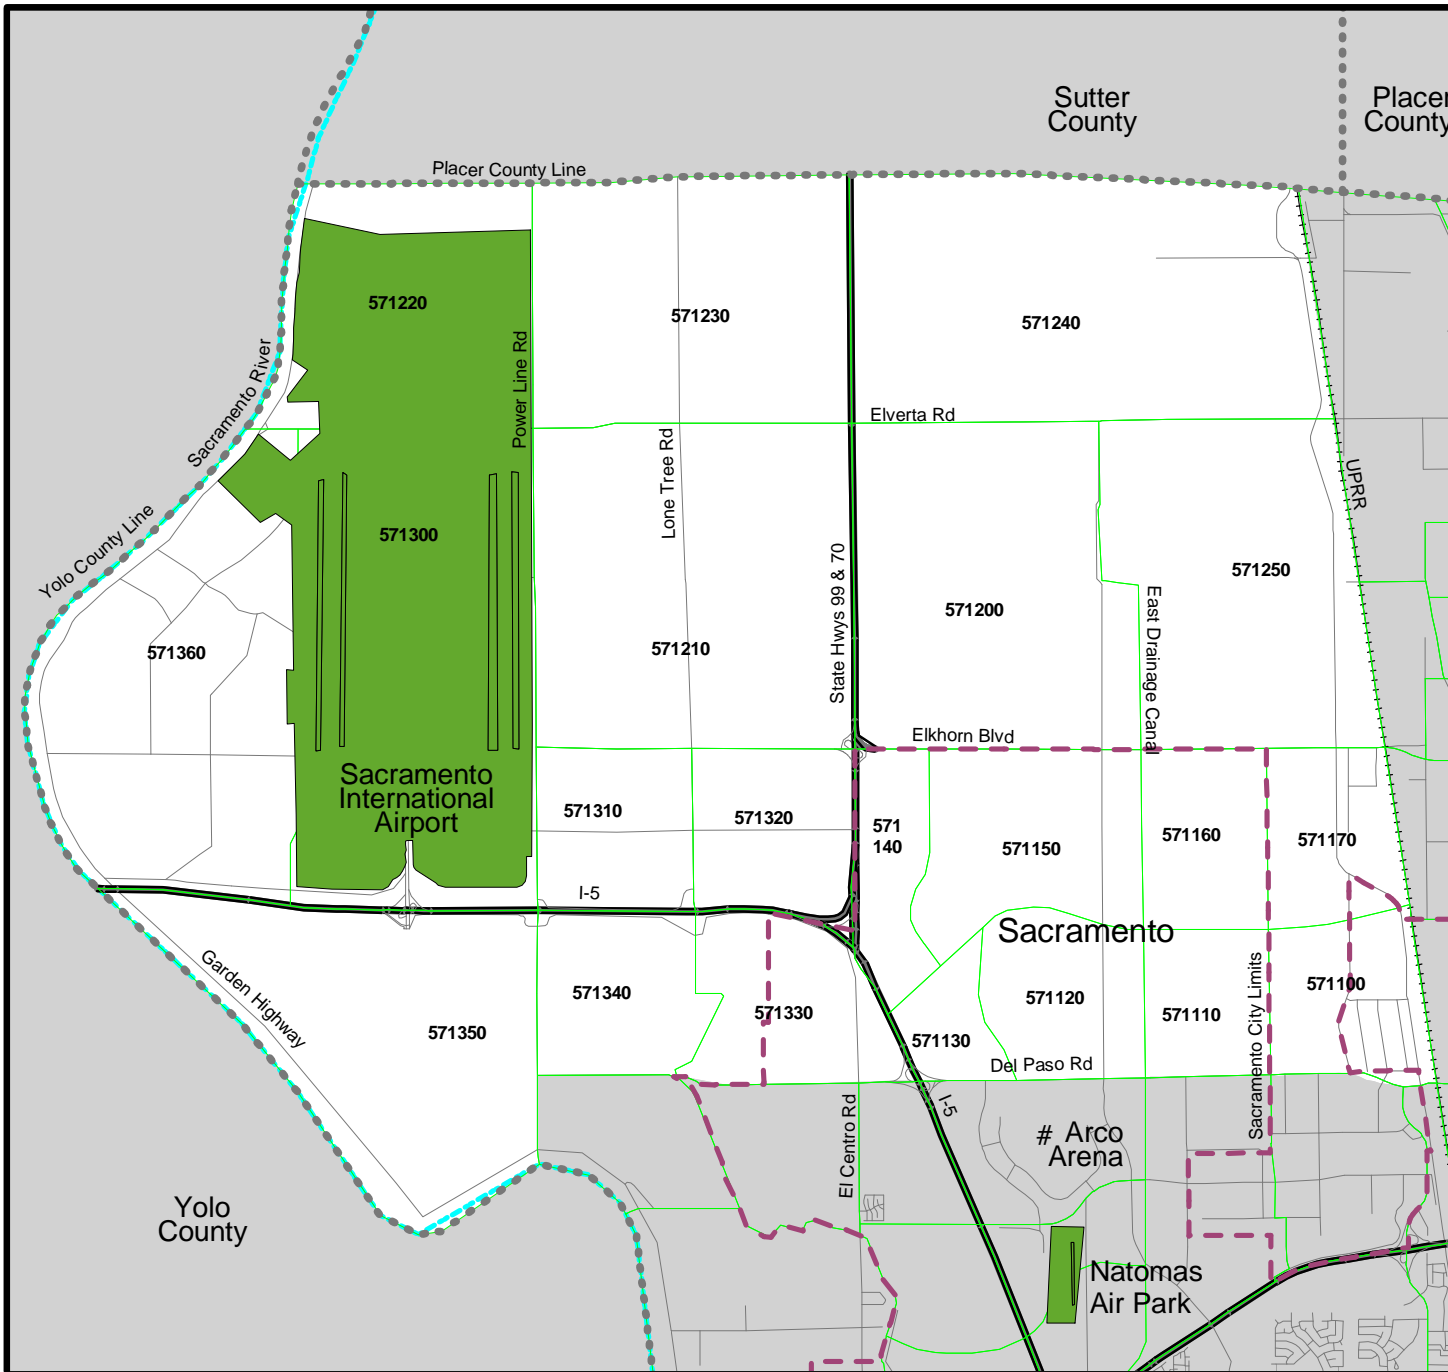 Sutter
County
Placer
County
Placer County Line
571220
571230
571240
Power Line Rd
Sacramento River
Elverta Rd
Lone Tree Rd
UPRR
571300
Yolo County Line
State Hwys 99 & 70
571250
571200
East Drainage Canal
571360
571210
Elkhorn Blvd
Sacramento
International
Airport
571310
571320
571
140
571150
571160
571170
I-5
Sacramento
Garden Highway
571340
571330
571350
571120
571110
571100
571130
Sacramento City Limits
Del Paso Rd
I-5
El Centro Rd
# Arco
Arena
Yolo
County
Natomas
Air Park